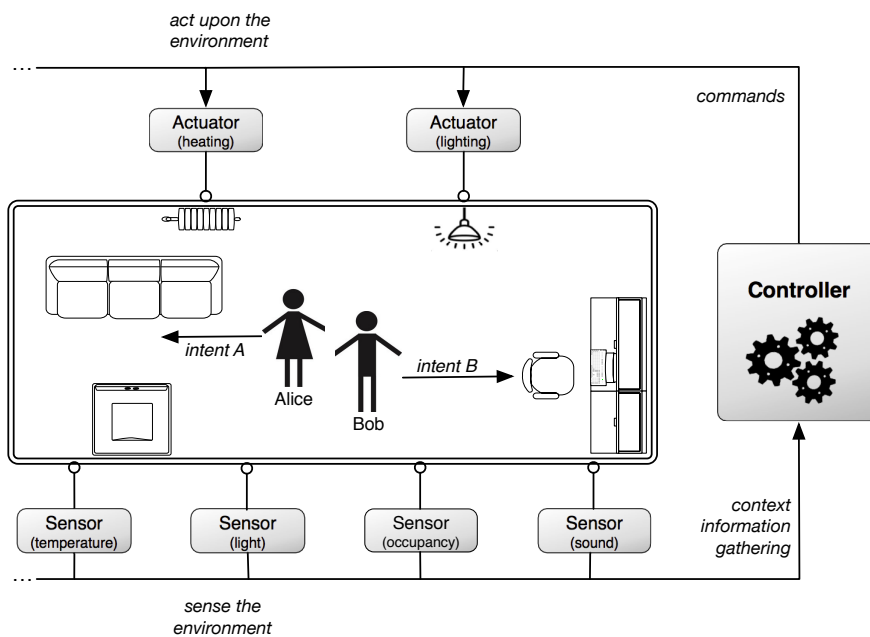 act upon the
environment
...
commands
Actuator
(heating)
Actuator
(lighting)
Controller
intent A
intent B
Alice
Bob
Sensor
(temperature)
Sensor
(light)
Sensor
(occupancy)
Sensor
(sound)
context
information
gathering
...
sense the
environment